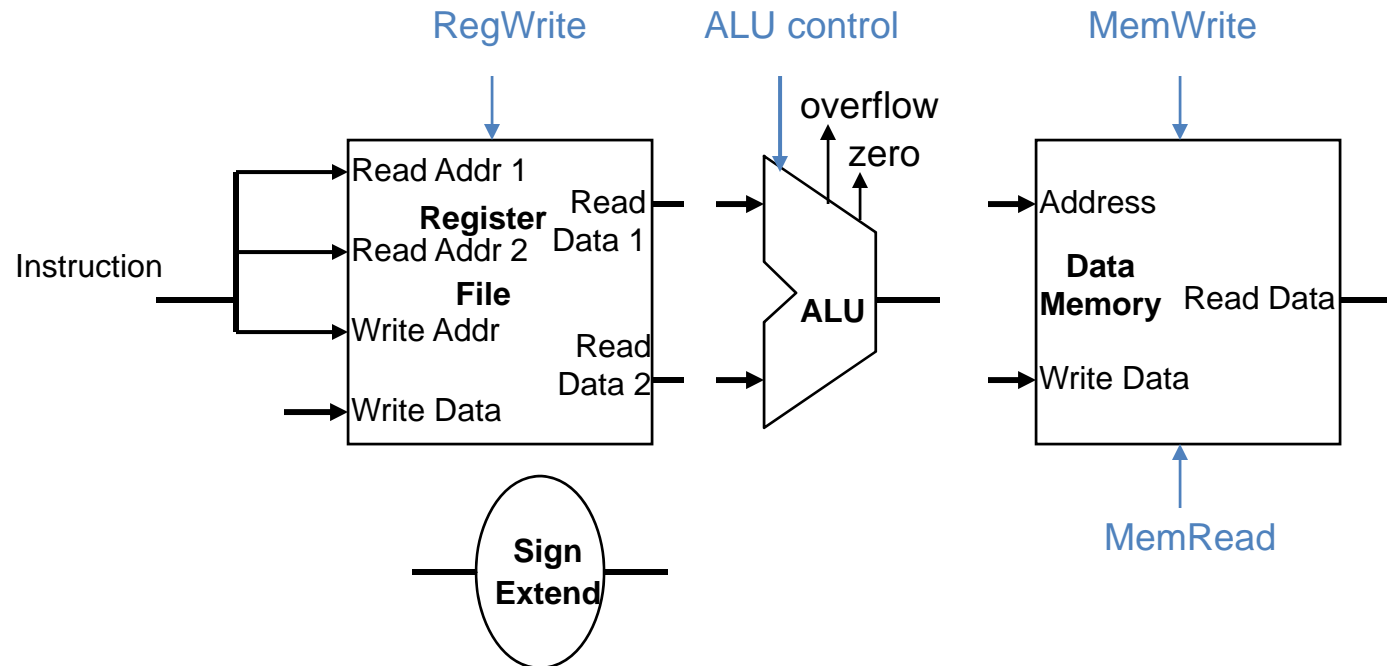 RegWrite
ALU control
MemWrite
overflow
zero
Instruction
Read Addr 1
Register
Read Addr 2
File
Write Addr
Write Data
Read
Data 1
Read
Data 2
ALU
Address
Data
Memory
Read Data
Write Data
Sign
Extend
MemRead